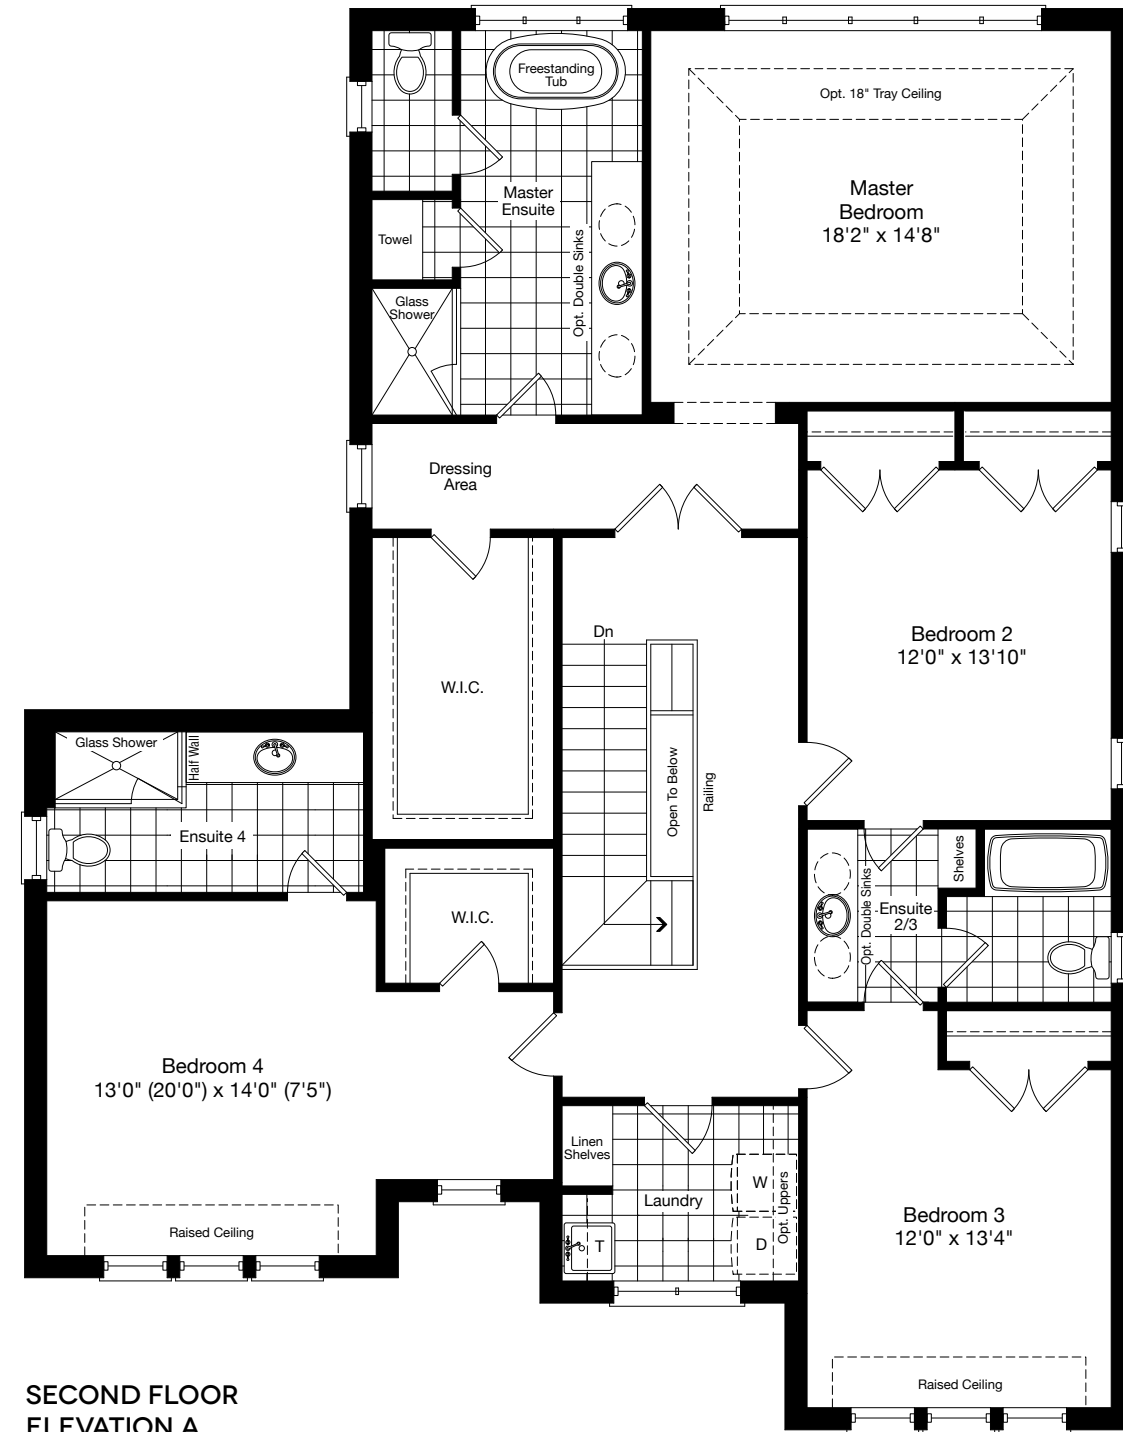 Freestanding
Tub
Opt. 18" Tray Ceiling
Master
Ensuite
Master
Bedroom
18'2" x 14'8"
Towel
Opt. Double Sinks
Glass
Shower
Dressing
Area
Dn
W.I.C.
Bedroom 2
12'0" x 13'10"
Glass Shower
Half Wall
Open To Below
Railing
Ensuite 4
Shelves
Opt. Double Sinks
Ensuite
2/3
W.I.C.
Bedroom 4
13'0" (20'0") x 14'0" (7'5")
Linen
Shelves
W
Laundry
Opt. Uppers
Bedroom 3
12'0" x 13'4"
Raised Ceiling
T
D
Raised Ceiling
SECOND FLOOR
ELEVATION A